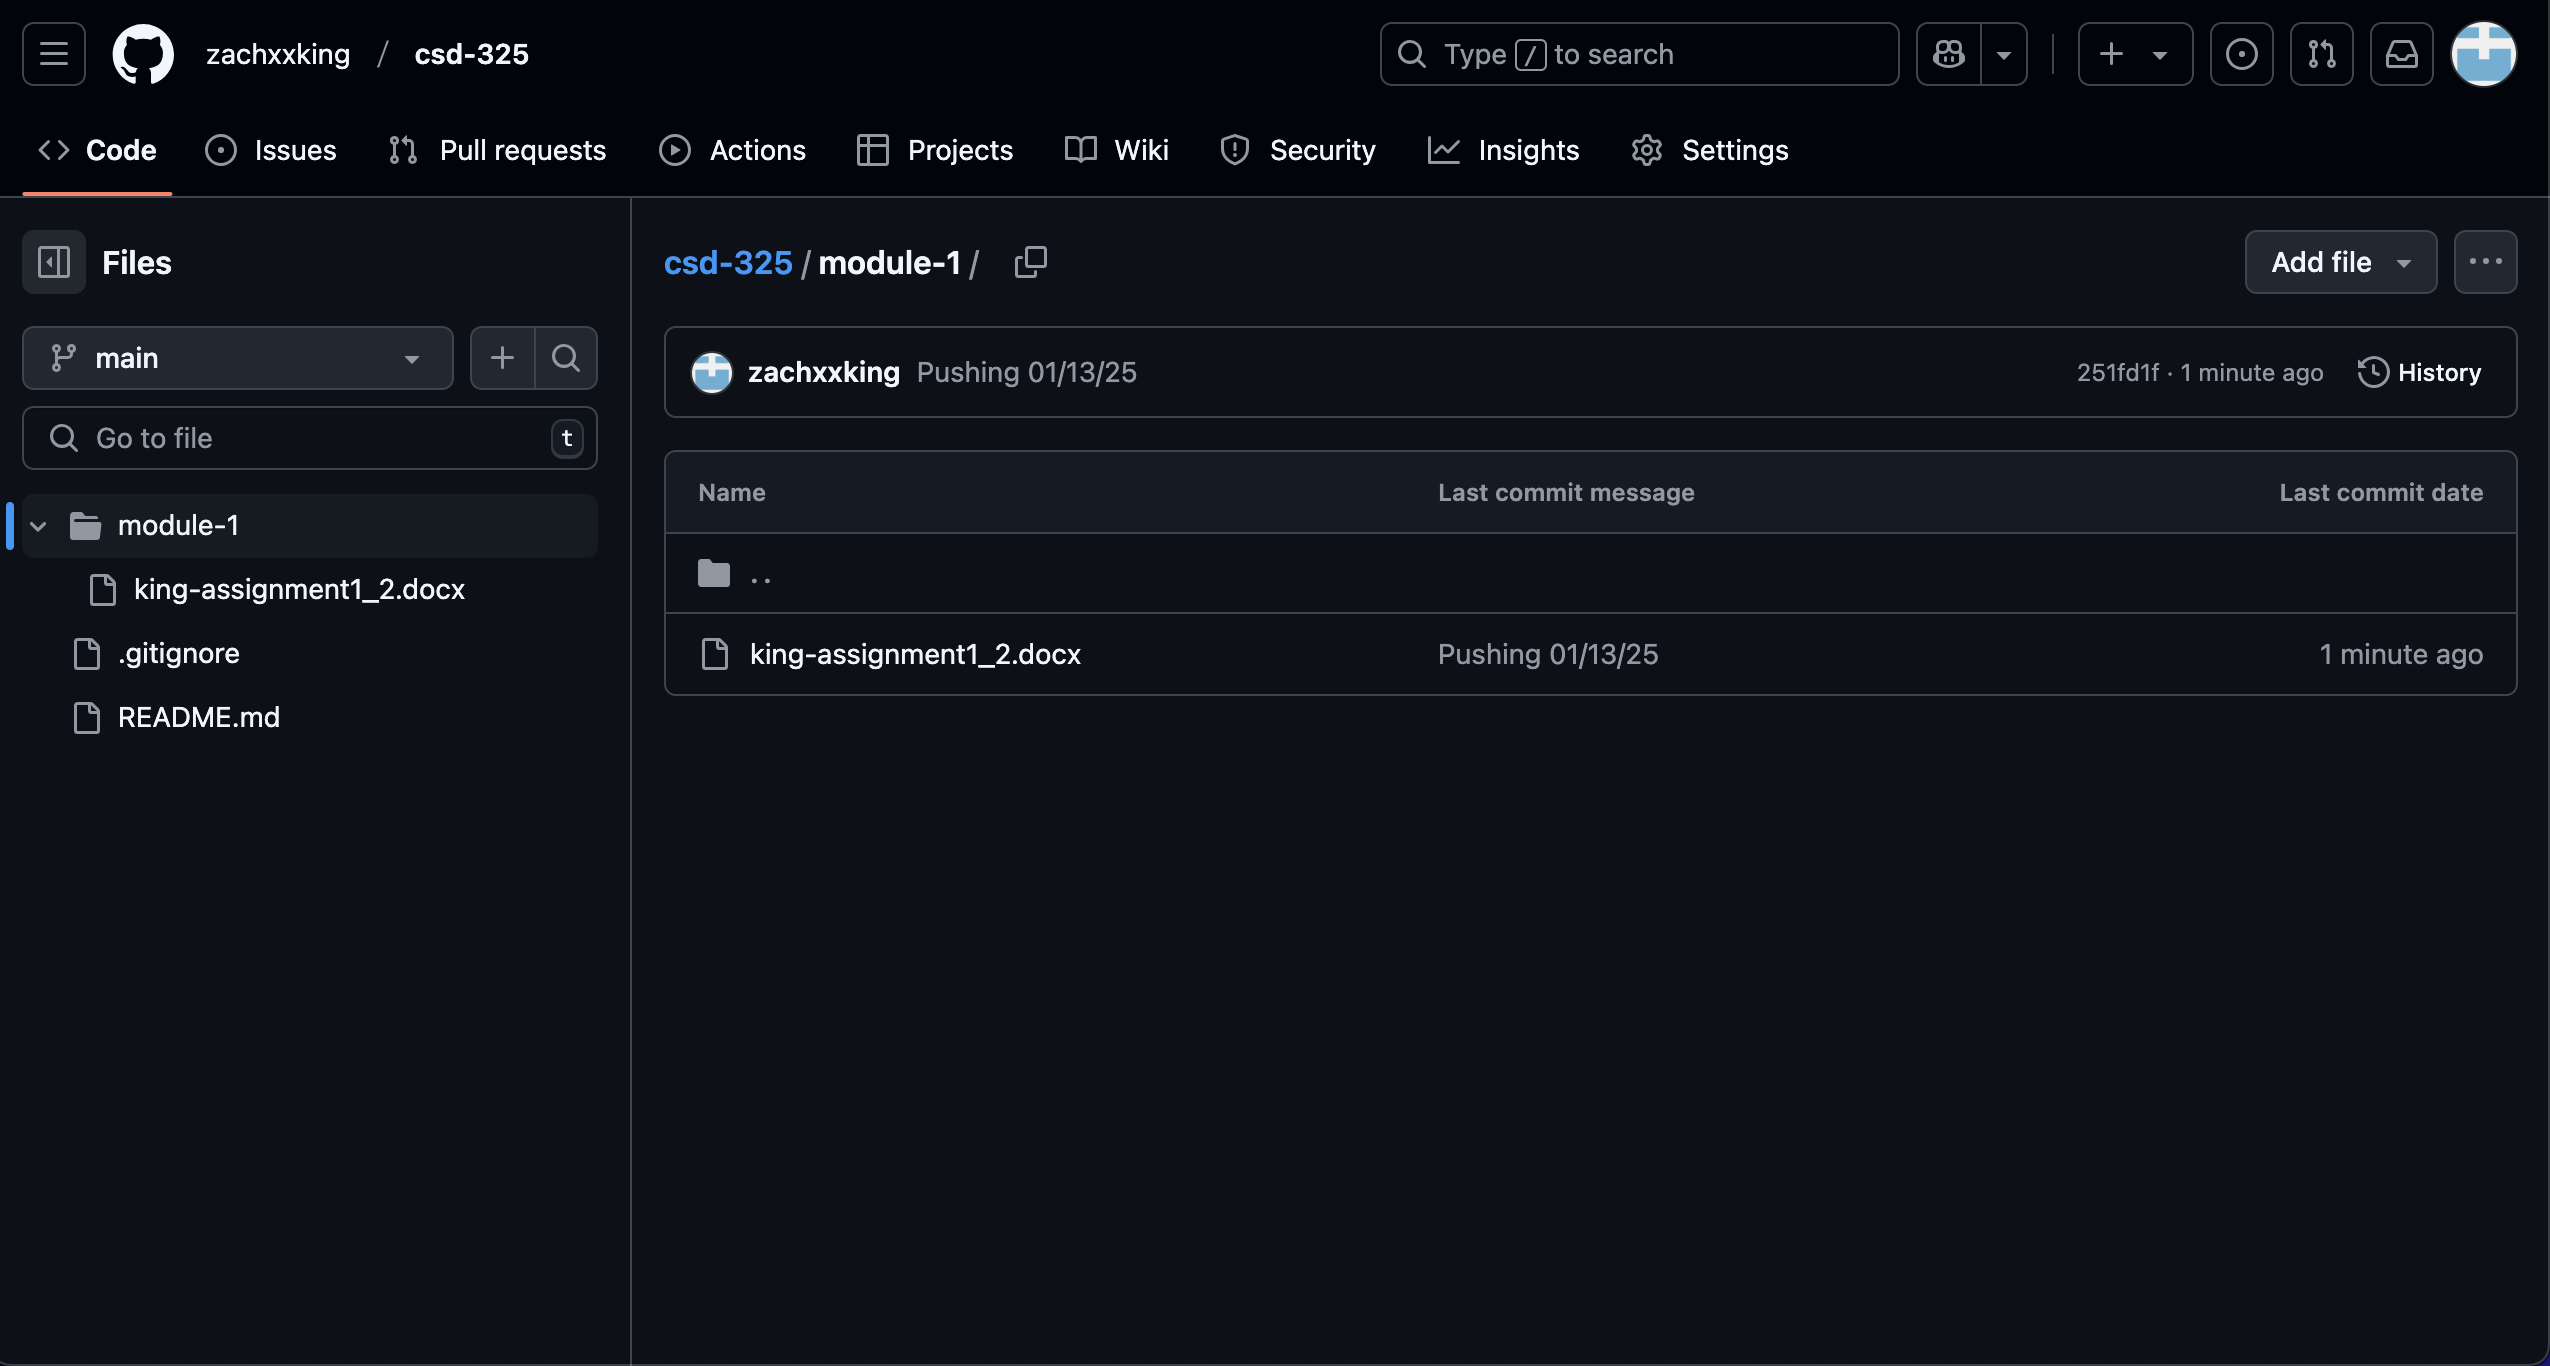 zachxxking / csd-325
Type / to search
Code Issues Pull requests Actions Projects Wiki Security Insights Settings
Files
main
Go to file t
module-1
king-assignment1_2.docx
.gitignore
README.md
csd-325 / module-1 /
Add file
zachxxking Pushing 01/13/25 251fd1f · 1 minute ago History
Name Last commit message Last commit date
..
king-assignment1_2.docx Pushing 01/13/25 1 minute ago